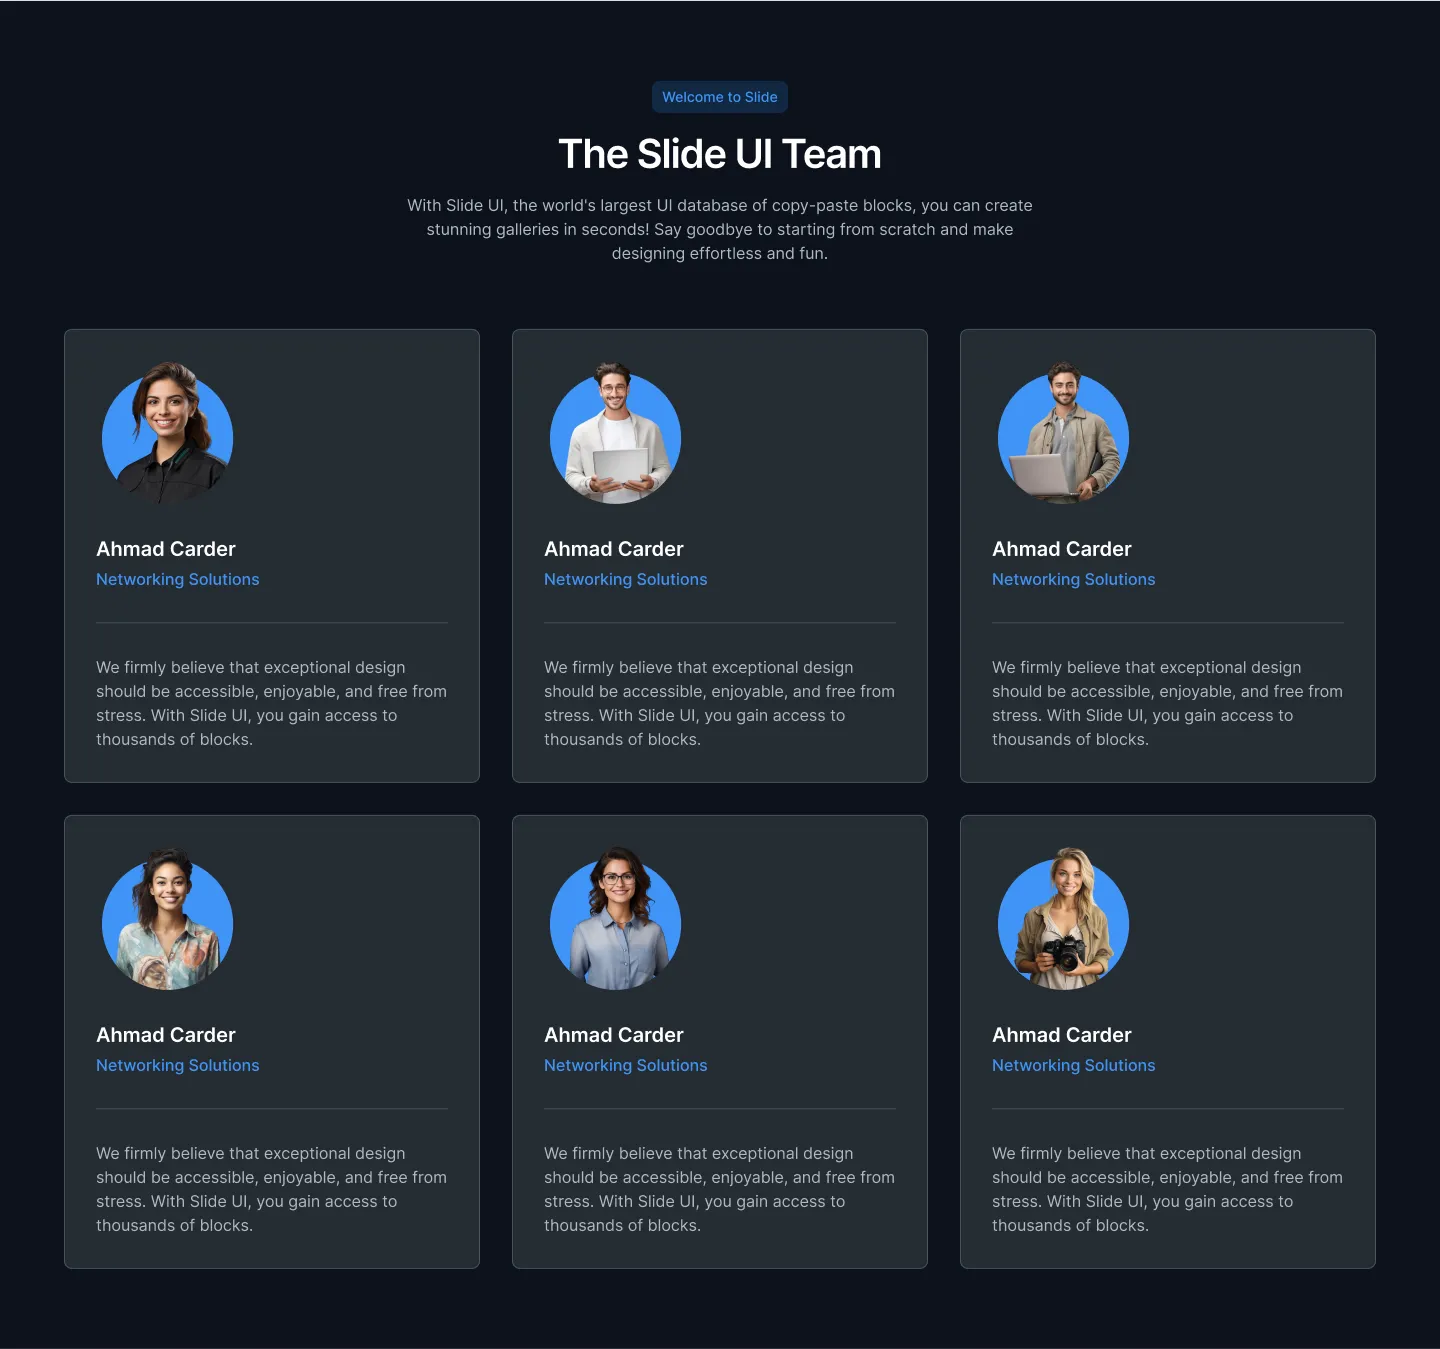 Welcome to Slide
The Slide UI Team
With Slide UI, the world's largest UI database of copy-paste blocks, you can create
stunning galleries in seconds! Say goodbye to starting from scratch and make
designing effortless and fun.
Ahmad Carder
Networking Solutions
We firmly believe that exceptional design
should be accessible, enjoyable, and free from
stress. With Slide UI, you gain access to
thousands of blocks.
Ahmad Carder
Networking Solutions
We firmly believe that exceptional design
should be accessible, enjoyable, and free from
stress. With Slide UI, you gain access to
thousands of blocks.
Ahmad Carder
Networking Solutions
We firmly believe that exceptional design
should be accessible, enjoyable, and free from
stress. With Slide UI, you gain access to
thousands of blocks.
Ahmad Carder
Networking Solutions
We firmly believe that exceptional design
should be accessible, enjoyable, and free from
stress. With Slide UI, you gain access to
thousands of blocks.
Ahmad Carder
Networking Solutions
We firmly believe that exceptional design
should be accessible, enjoyable, and free from
stress. With Slide UI, you gain access to
thousands of blocks.
Ahmad Carder
Networking Solutions
We firmly believe that exceptional design
should be accessible, enjoyable, and free from
stress. With Slide UI, you gain access to
thousands of blocks.